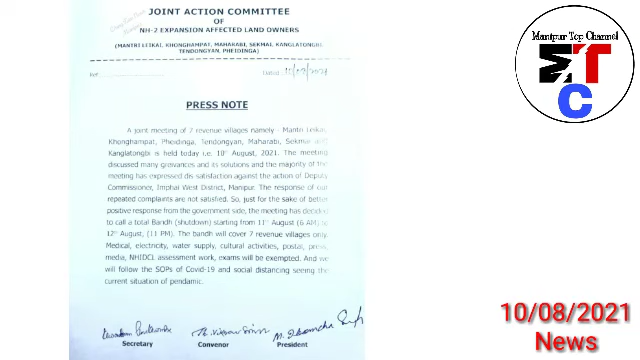 JOINT ACTION COMMITTEE
OF
NH-2 EXPANSION AFFECTED LAND OWNERS
(MANTRI LEIKAI, KHONGHAMPAT, MAHARABI, SEKMAI, KANGLATONGBI,
TENDONGYAN, PHEIDINGA)
Ref
Dated 10/08/2021
PRESS NOTE
A joint meeting of 7 revenue villages namely - Mantri Leikai,
Khonghampat, Pheidinga, Tendongyan, Maharabi, Sekmai and
Kanglatongbi is held today i.e. 10th August, 2021. The meeting
discussed many grievances and its solutions and the majority of the
meeting has expressed dis satisfaction against the action of Deputy
Commissioner, Imphal West District, Manipur. The response of our
repeated complaints are not satisfied. So, just for the sake of better
positive response from the government side, the meeting has decided
to call a total Bandh (shutdown) starting from 11th August (6 AM) to
12th August, (11 PM). The bandh will cover 7 revenue villages only.
Medical, electricity, water supply, cultural activities, postal, press,
media, NHIDCL assessment work, exams will be exempted. And we
will follow the SOPs of Covid-19 and social distancing seeing the
current situation of pendamic.
Secretary
Convenor
President
Manipur Top Channel
MT
C
10/08/2021
News